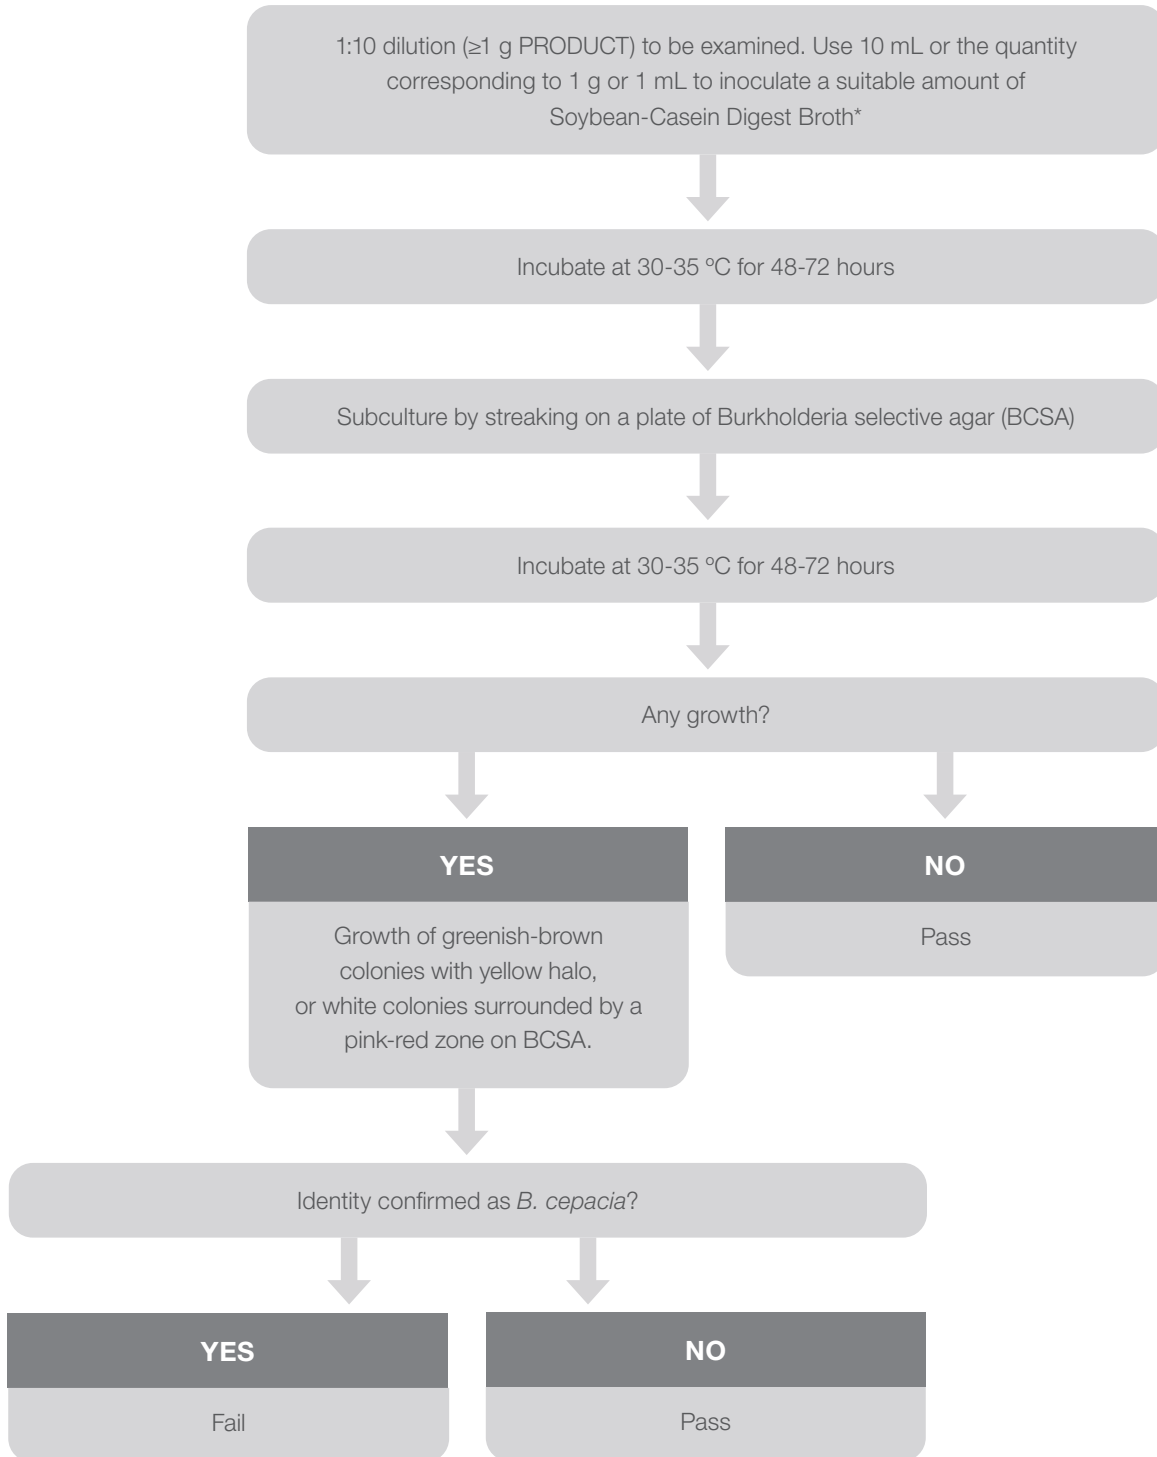 1:10 dilution (≥1 g PRODUCT) to be examined. Use 10 mL or the quantity
corresponding to 1 g or 1 mL to inoculate a suitable amount of
Soybean-Casein Digest Broth*
Incubate at 30-35 ºC for 48-72 hours
Subculture by streaking on a plate of Burkholderia selective agar (BCSA)
Incubate at 30-35 ºC for 48-72 hours
Any growth?
YES
Growth of greenish-brown
colonies with yellow halo,
or white colonies surrounded by a
pink-red zone on BCSA.
NO
Pass
Identity confirmed as B. cepacia?
YES
Fail
NO
Pass